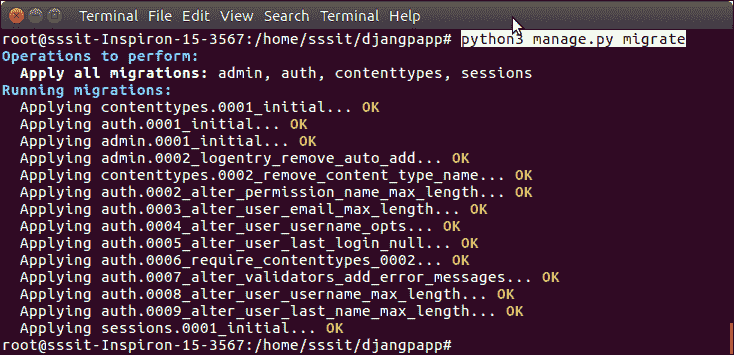 Terminal File Edit View Search Terminal Help
root@sssit-Inspiron-15-3567:/home/sssit/djangpapp# python3 manage.py migrate
Operations to perform:
  Apply all migrations: admin, auth, contenttypes, sessions
Running migrations:
  Applying contenttypes.0001_initial... OK
  Applying auth.0001_initial... OK
  Applying admin.0001_initial... OK
  Applying admin.0002_logentry_remove_auto_add... OK
  Applying contenttypes.0002_remove_content_type_name... OK
  Applying auth.0002_alter_permission_name_max_length... OK
  Applying auth.0003_alter_user_email_max_length... OK
  Applying auth.0004_alter_user_username_opts... OK
  Applying auth.0005_alter_user_last_login_null... OK
  Applying auth.0006_require_contenttypes_0002... OK
  Applying auth.0007_alter_validators_add_error_messages... OK
  Applying auth.0008_alter_user_username_max_length... OK
  Applying auth.0009_alter_user_last_name_max_length... OK
  Applying sessions.0001_initial... OK
root@sssit-Inspiron-15-3567:/home/sssit/djangpapp#